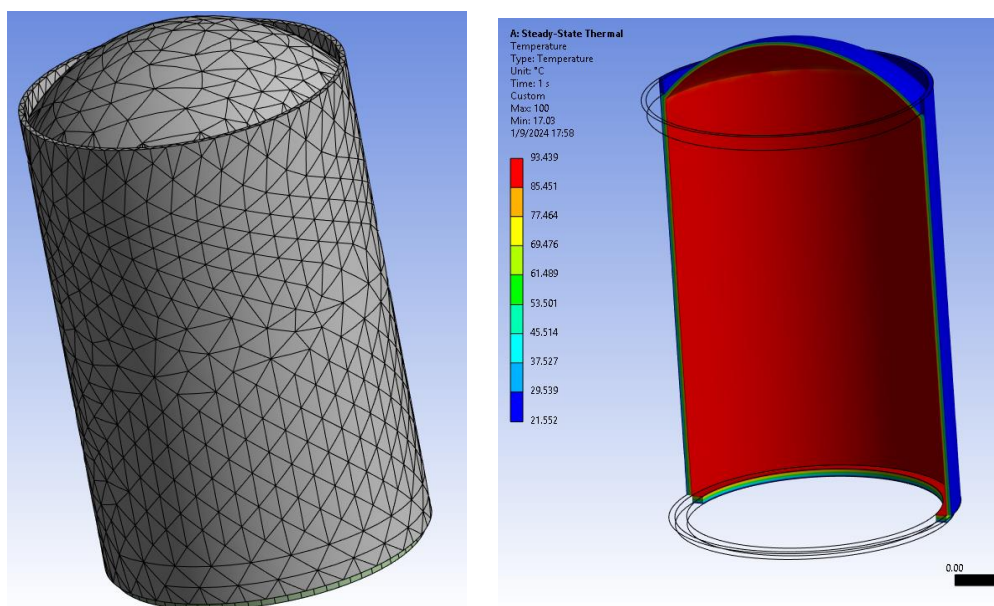 A: Steady-State Thermal
Temperature
Type: Temperature
Unit: °C
Time: 1 s
Custom
Max: 100
Min: 17.03
1/9/2024 17:58
93.439
85.451
77.464
69.476
61.489
53.501
45.514
37.527
29.539
21.552
0.00